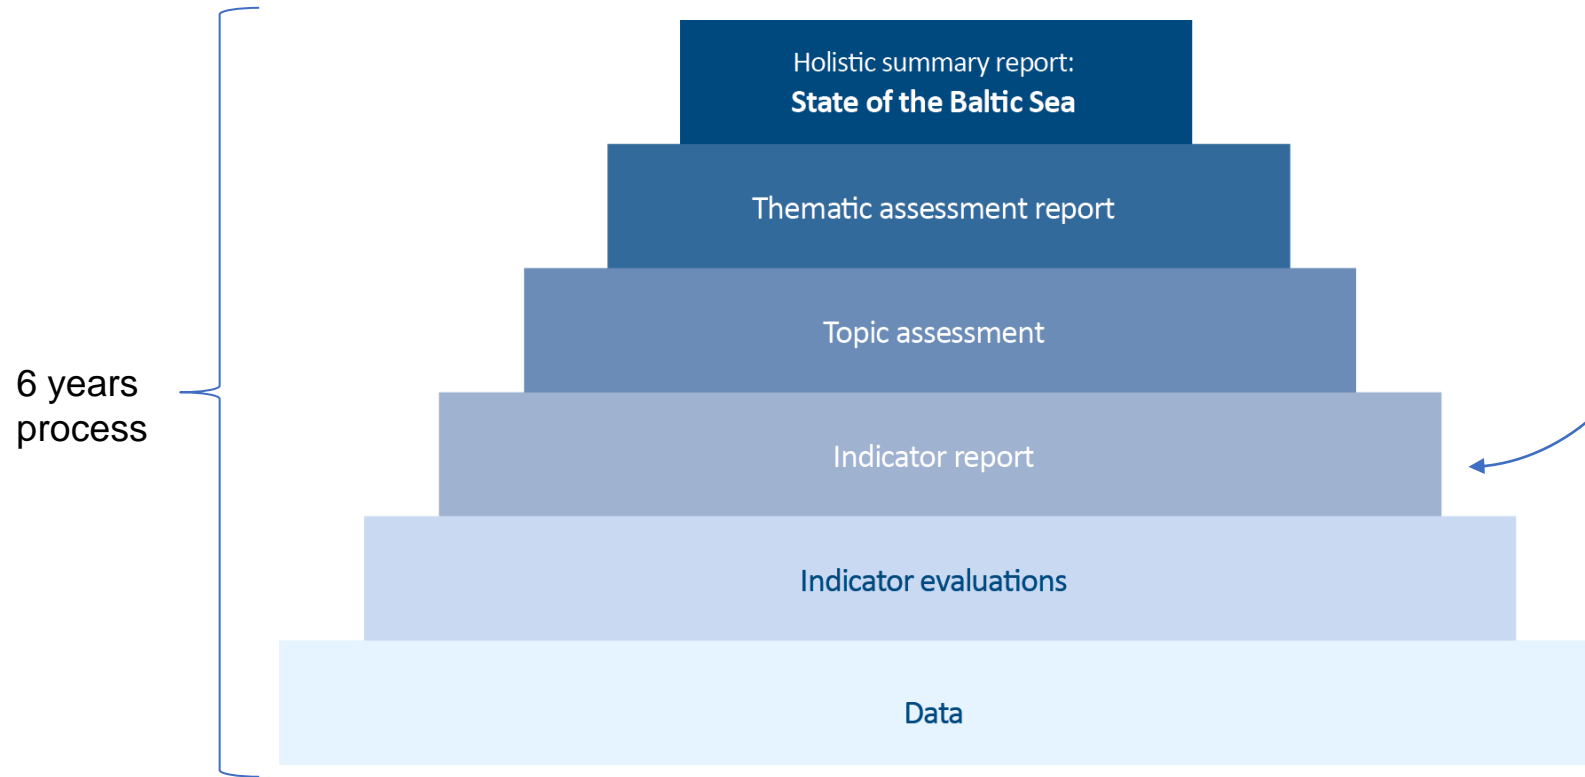 Holistic summary report:
State of the Baltic Sea
Thematic assessment report
Topic assessment
6 years
process
Indicator report
Indicator evaluations
Data